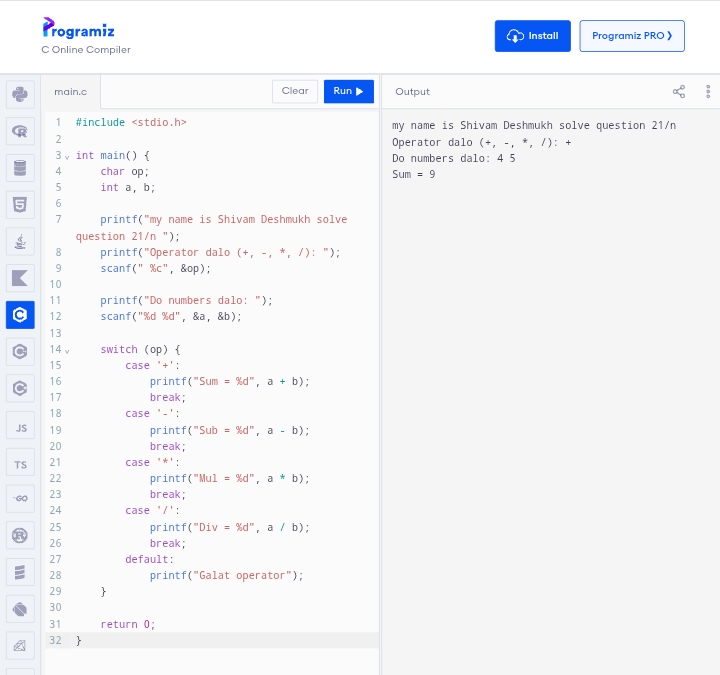 Programiz
C Online Compiler
Install
Programiz PRO ❯
main.c
Clear
Run
Output
1 #include <stdio.h>
2
3 int main() {
4     char op;
5     int a, b;
6
7     printf("my name is Shivam Deshmukh solve
question 21/n ");
8     printf("Operator dalo (+, -, *, /): ");
9     scanf(" %c", &op);
10
11     printf("Do numbers dalo: ");
12     scanf("%d %d", &a, &b);
13
14     switch (op) {
15         case '+':
16             printf("Sum = %d", a + b);
17             break;
18         case '-':
19             printf("Sub = %d", a - b);
20             break;
21         case '*':
22             printf("Mul = %d", a * b);
23             break;
24         case '/':
25             printf("Div = %d", a / b);
26             break;
27         default:
28             printf("Galat operator");
29     }
30
31     return 0;
32 }
my name is Shivam Deshmukh solve question 21/n
Operator dalo (+, -, *, /): +
Do numbers dalo: 4 5
Sum = 9
R
5
C
C
C
JS
TS
GO